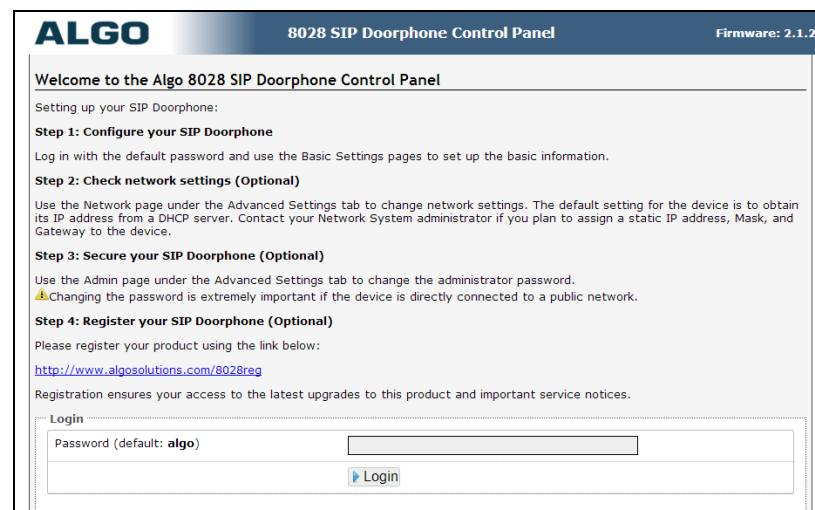 ALGO
8028 SIP Doorphone Control Panel
Firmware: 2.1.2
Welcome to the Algo 8028 SIP Doorphone Control Panel
Setting up your SIP Doorphone:
Step 1: Configure your SIP Doorphone
Log in with the default password and use the Basic Settings pages to set up the basic information.
Step 2: Check network settings (Optional)
Use the Network page under the Advanced Settings tab to change network settings. The default setting for the device is to obtain
its IP address from a DHCP server. Contact your Network System administrator if you plan to assign a static IP address, Mask, and
Gateway to the device.
Step 3: Secure your SIP Doorphone (Optional)
Use the Admin page under the Advanced Settings tab to change the administrator password.
Changing the password is extremely important if the device is directly connected to a public network.
Step 4: Register your SIP Doorphone (Optional)
Please register your product using the link below:
http://www.algosolutions.com/8028reg
Registration ensures your access to the latest upgrades to this product and important service notices.
Login
Password (default: algo)
Login